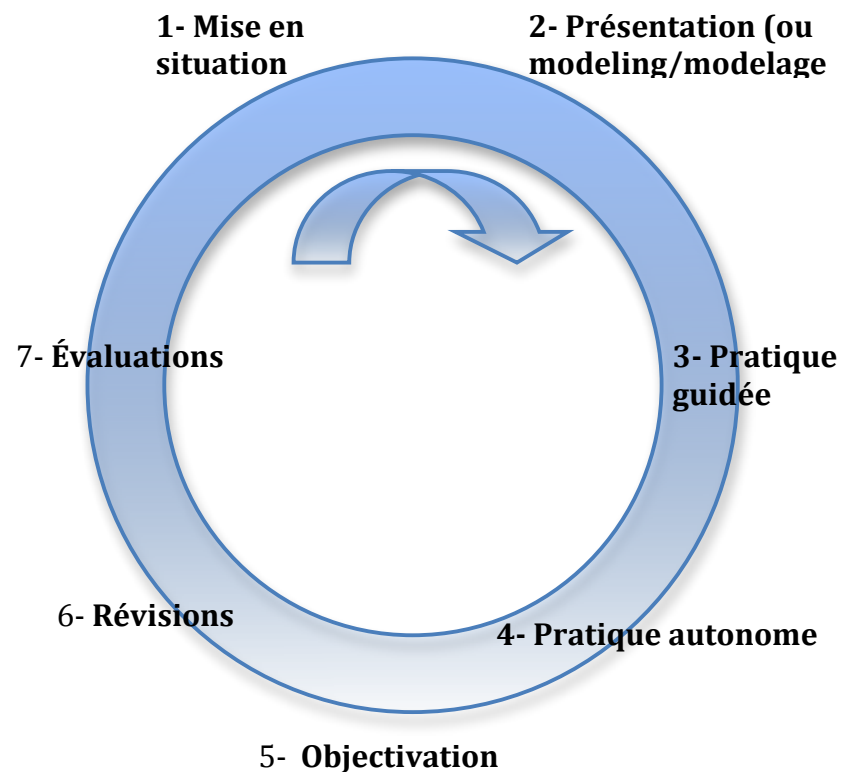 1- Mise en
situation
2- Présentation (ou
modeling/modelage
3- Pratique
guidée
4- Pratique autonome
5- Objectivation
6- Révisions
7- Évaluations